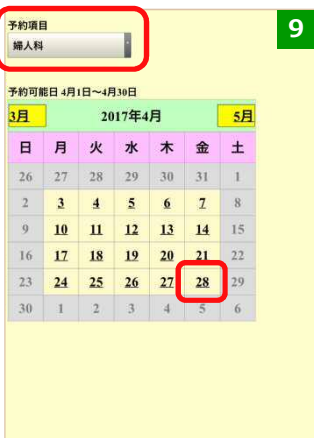 予約項目
9
婦人科
予約可能日 4月1日～4月30日
3月 2017年4月 5月
日 月 火 水 木 金 土
26 27 28 29 30 31 1
2 3 4 5 6 7 8
9 10 11 12 13 14 15
16 17 18 19 20 21 22
23 24 25 26 27 28 29
30 1 2 3 4 5 6